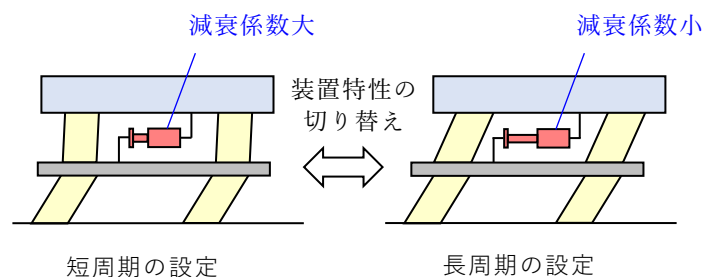 減衰係数大
減衰係数小
装置特性の
切り替え
短周期の設定
長周期の設定